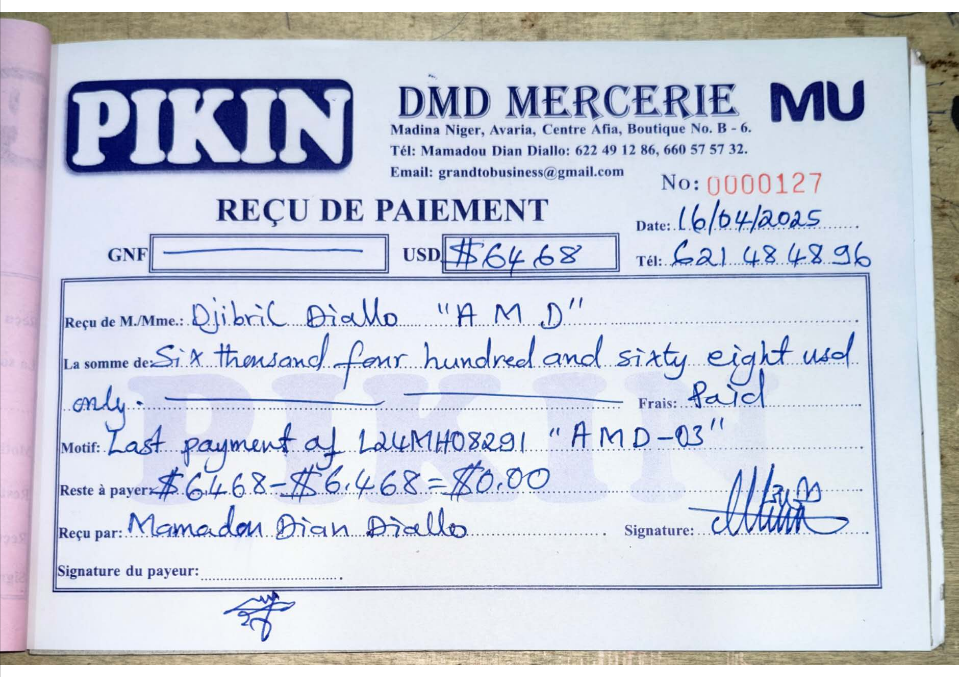 PIKIN
DMD MERCERIE MU
Madina Niger, Avaria, Centre Afia, Boutique No. B - 6.
Tél: Mamadou Dian Diallo: 622 49 12 86, 660 57 57 32.
Email: grandtobusiness@gmail.com
No: 0000127
REÇU DE PAIEMENT
Date: 16/04/2025
GNF USD $6468 Tél: 621 48 48 96
Reçu de M./Mme.: Djibril Diallo "A M D"
La somme de: Six thousand four hundred and sixty eight usd
only. Frais: Paid
Motif: Last payment of L24MH08291 "AMD-03"
Reste à payer: $6468-$6.468=$0.00
Reçu par: Mamadou Dian Diallo Signature:
Signature du payeur:
PIKIN